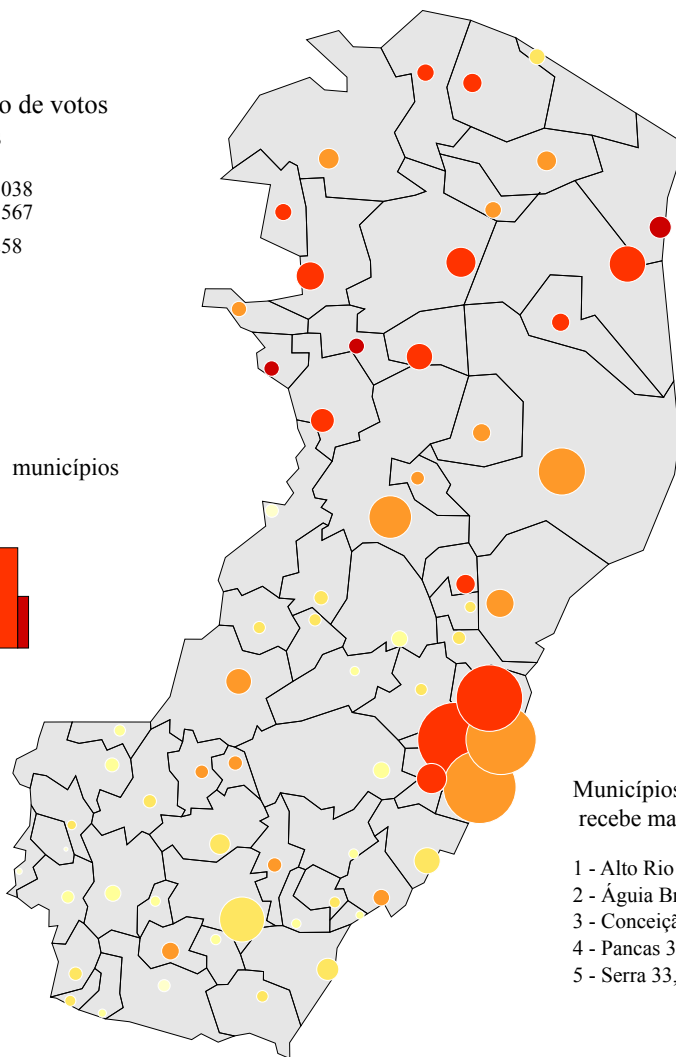 o de votos
038
567
58
municípios
Municípios
recebe ma
1 - Alto Rio
2 - Águia Br
3 - Conceiçã
4 - Pancas 3
5 - Serra 33,